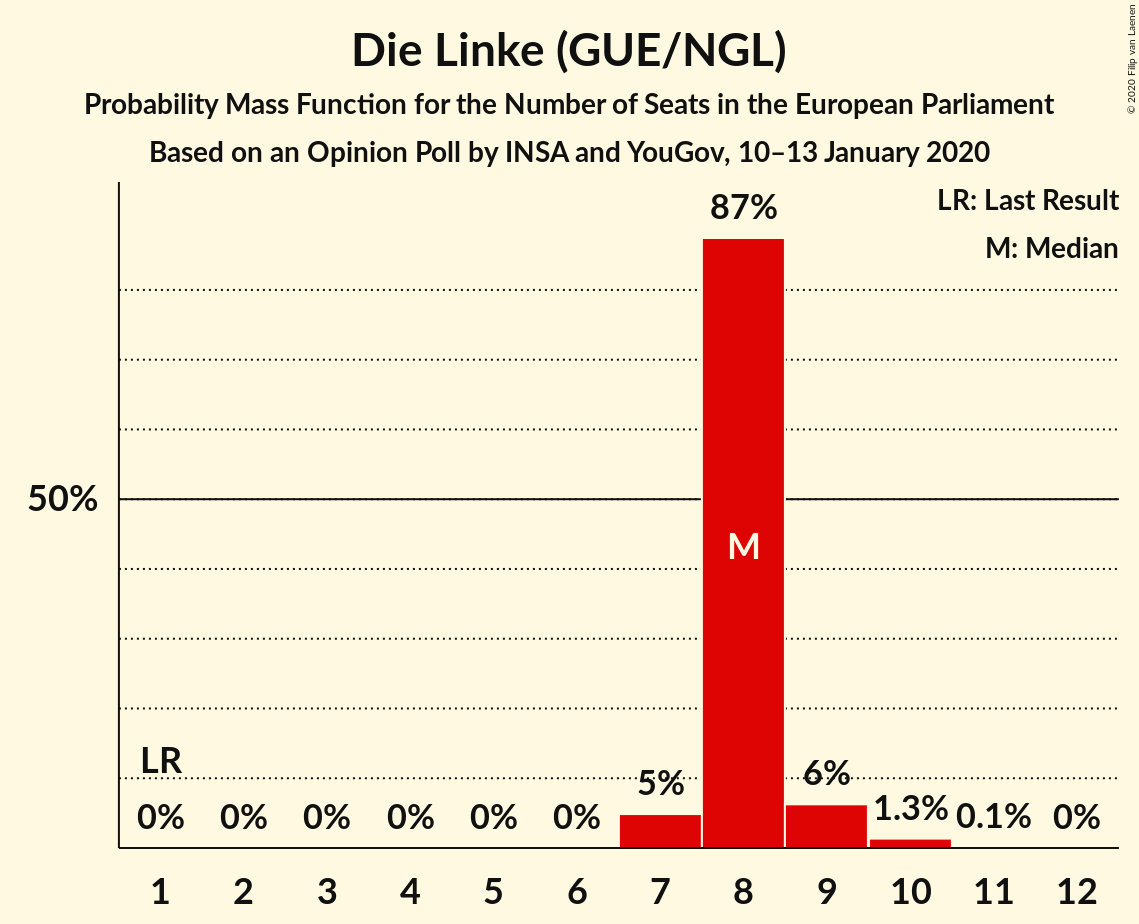 Die Linke (GUE/NGL)
Probability Mass Function for the Number of Seats in the European Parliament
Based on an Opinion Poll by INSA and YouGov, 10–13 January 2020
© 2020 Filip van Laenen
LR: Last Result
M: Median
87%
50%
M
LR
0% 0% 0% 0% 0% 0% 5% 6% 1.3% 0.1% 0%
1 2 3 4 5 6 7 8 9 10 11 12